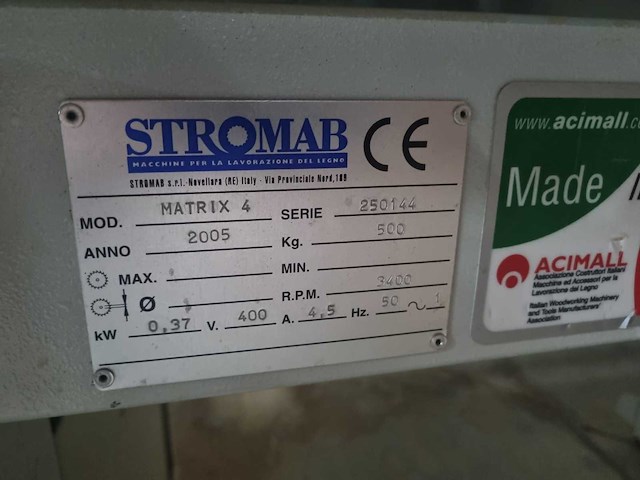 STROMAB CE
MACCHINE PER LA LAVORAZIONE DEL LEGNO
STROMAB s.r.l.-Novellara (RE) Italy - Via Provinciale Nord,109
MOD. MATRIX 4 SERIE 250144
ANNO 2005 Kg. 500
MAX. MIN.
Ø R.P.M. 3400
kW 0,37 V. 400 A. 4,5 Hz. 50 ~ 1
www.acimall.c
Made
ACIMALL
Associazione Costruttori Italiani
Macchine ed Accessori per la
Lavorazione del Legno
Italian Woodworking Machinery
and Tools Manufacturers'
Association